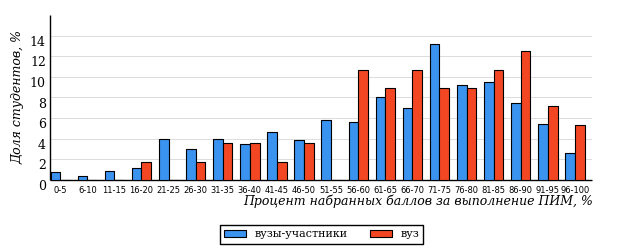 Доля студентов, %
14
12
10
8
6
4
2
0
0-5 6-10 11-15 16-20 21-25 26-30 31-35 36-40 41-45 46-50 51-55 56-60 61-65 66-70 71-75 76-80 81-85 86-90 91-95 96-100
Процент набранных баллов за выполнение ПИМ, %
вузы-участники вуз